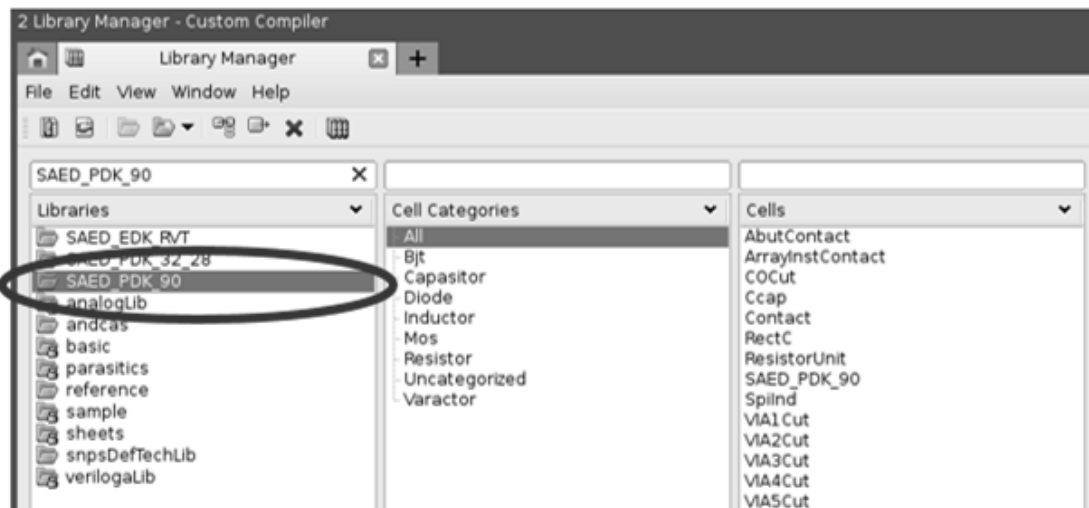 2 Library Manager - Custom Compiler
Library Manager
File Edit View Window Help
SAED_PDK_90
Libraries
SAED_EDK_RVT
SAED_PDK_32_28
SAED_PDK_90
analogLib
andcas
basic
parasitics
reference
sample
sheets
snpsDefTechLib
verilogaLib
Cell Categories
All
Bjt
Capasitor
Diode
Inductor
Mos
Resistor
Uncategorized
Varactor
Cells
AbutContact
ArrayInstContact
COCut
Ccap
Contact
RectC
ResistorUnit
SAED_PDK_90
SpiInd
VIA1Cut
VIA2Cut
VIA3Cut
VIA4Cut
VIA5Cut